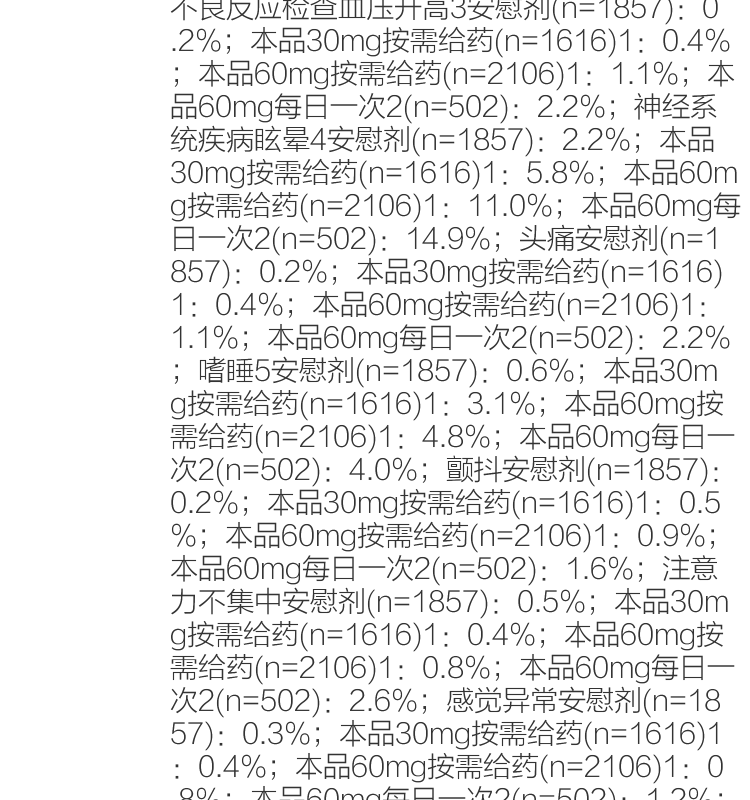 不良反应检查血压升高3安慰剂(n=1857)：0
.2%；本品30mg按需给药(n=1616)1：0.4%
；本品60mg按需给药(n=2106)1：1.1%；本
品60mg每日一次2(n=502)：2.2%；神经系
统疾病眩晕4安慰剂(n=1857)：2.2%；本品
30mg按需给药(n=1616)1：5.8%；本品60m
g按需给药(n=2106)1：11.0%；本品60mg每
日一次2(n=502)：14.9%；头痛安慰剂(n=1
857)：0.2%；本品30mg按需给药(n=1616)
1：0.4%；本品60mg按需给药(n=2106)1：
1.1%；本品60mg每日一次2(n=502)：2.2%
；嗜睡5安慰剂(n=1857)：0.6%；本品30m
g按需给药(n=1616)1：3.1%；本品60mg按
需给药(n=2106)1：4.8%；本品60mg每日一
次2(n=502)：4.0%；颤抖安慰剂(n=1857)：
0.2%；本品30mg按需给药(n=1616)1：0.5
%；本品60mg按需给药(n=2106)1：0.9%；
本品60mg每日一次2(n=502)：1.6%；注意
力不集中安慰剂(n=1857)：0.5%；本品30m
g按需给药(n=1616)1：0.4%；本品60mg按
需给药(n=2106)1：0.8%；本品60mg每日一
次2(n=502)：2.6%；感觉异常安慰剂(n=18
57)：0.3%；本品30mg按需给药(n=1616)1
：0.4%；本品60mg按需给药(n=2106)1：0
.8%；本品60mg每日一次2(n=502)：1.2%；